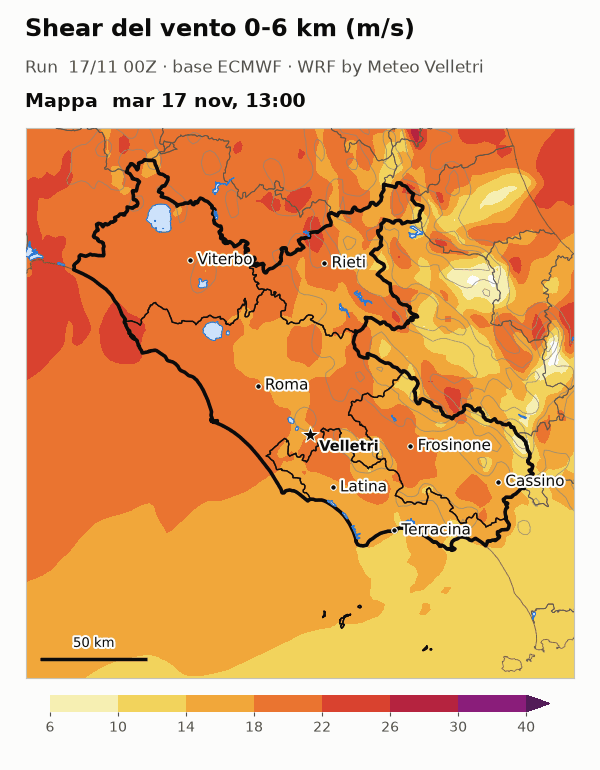 Shear del vento 0-6 km (m/s)
Run  17/11 00Z · base ECMWF · WRF by Meteo Velletri
Mappa  mar 17 nov, 13:00
Viterbo
Rieti
Roma
Velletri
Frosinone
Latina
Cassino
Terracina
50 km
6 10 14 18 22 26 30 40